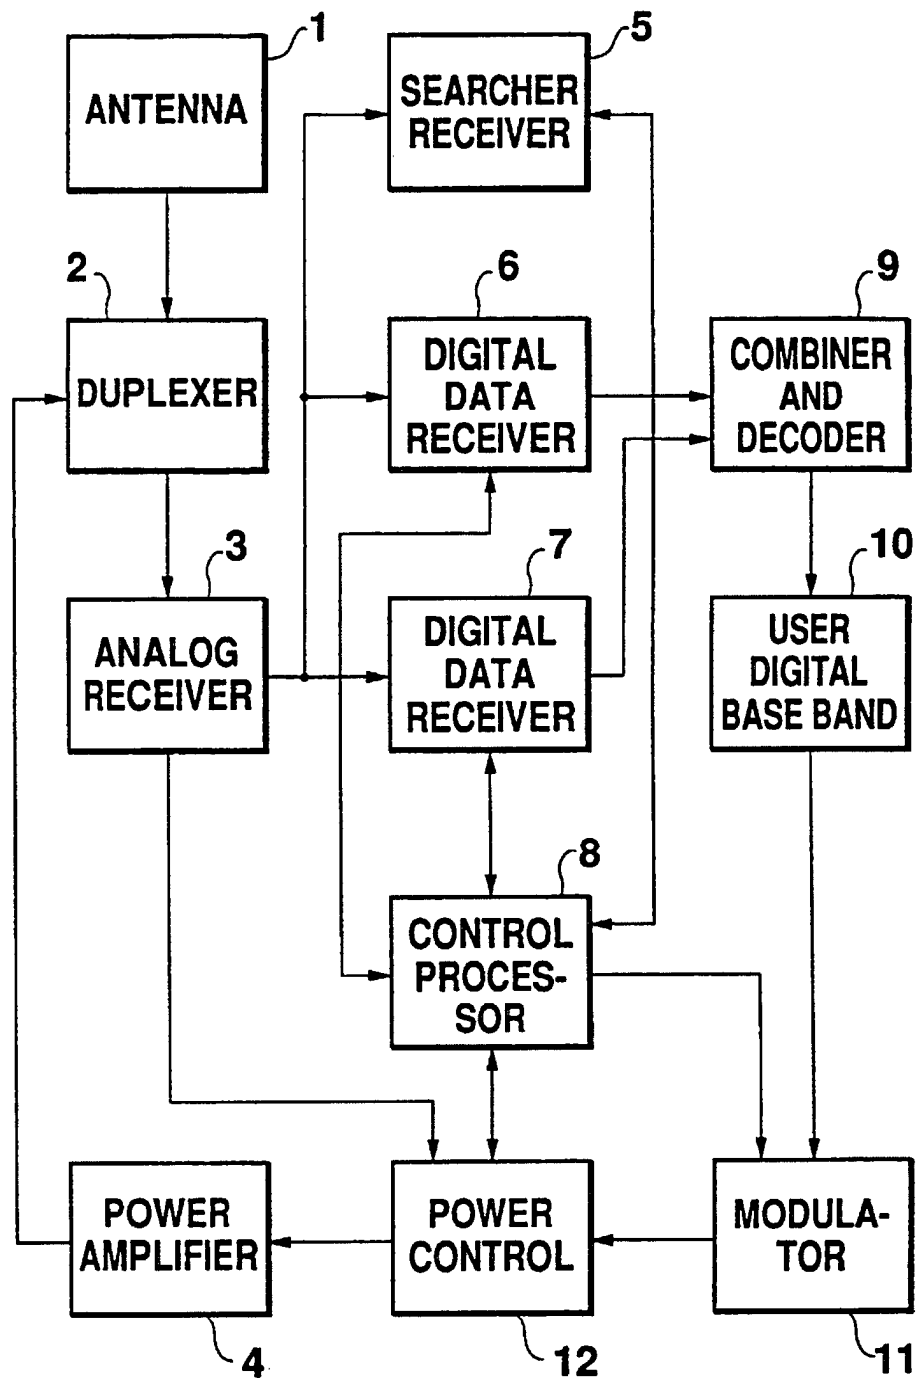 1
ANTENNA
5
SEARCHER
RECEIVER
2
DUPLEXER
6
DIGITAL
DATA
RECEIVER
9
COMBINER
AND
DECODER
3
ANALOG
RECEIVER
7
DIGITAL
DATA
RECEIVER
10
USER
DIGITAL
BASE BAND
8
CONTROL
PROCES-
SOR
POWER
AMPLIFIER
4
POWER
CONTROL
12
MODULA-
TOR
11